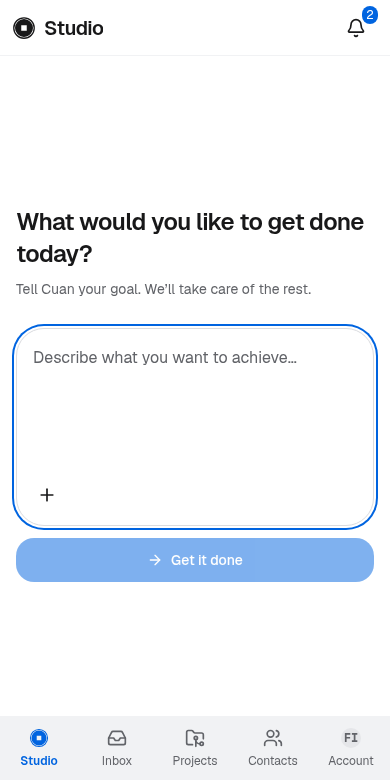 Studio
2
What would you like to get done
today?
Tell Cuan your goal. We'll take care of the rest.
Describe what you want to achieve...
Get it done
Studio
Inbox
Projects
Contacts
FI
Account